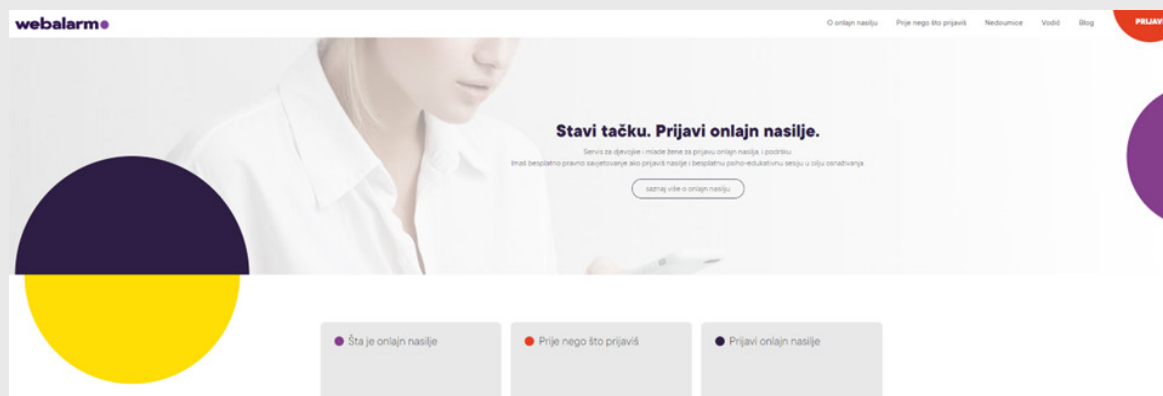 webalarm
O onlajn nasilju
Prije nego što prijaviš
Nedoumice
Vodič
Blog
PRIJAVI
Stavi tačku. Prijavi onlajn nasilje.
Servis za djevojke i mlade žene za prijavu onlajn nasilja, i podršku.
Imaš besplatno pravno savjetovanje ako prijaviš nasilje i besplatnu psiho-edukativnu sesiju u cilju osnaživanja.
saznaj više o onlajn nasilju
Šta je onlajn nasilje
Prije nego što prijaviš
Prijavi onlajn nasilje